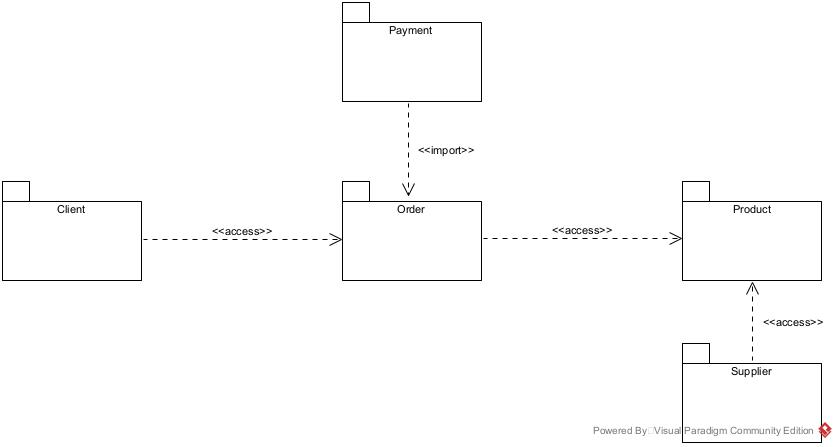 Payment
<<import>>
Client
<<access>>
Order
<<access>>
Product
<<access>>
Supplier
Powered By Visual Paradigm Community Edition